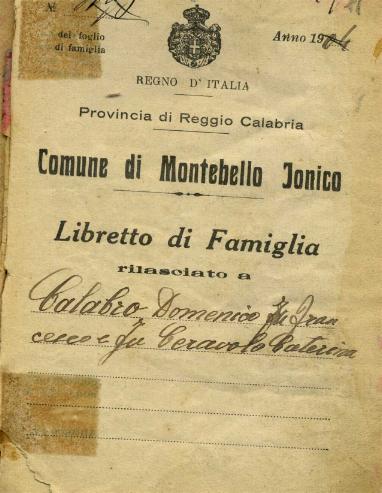 №
del foglio
di famiglia
Anno 19
REGNO D'ITALIA
Provincia di Reggio Calabria
Comune di Montebello Jonico
Libretto di Famiglia
rilasciato a
Calabro Domenico fu Fran
cesco e fu Ceravolo Caterina